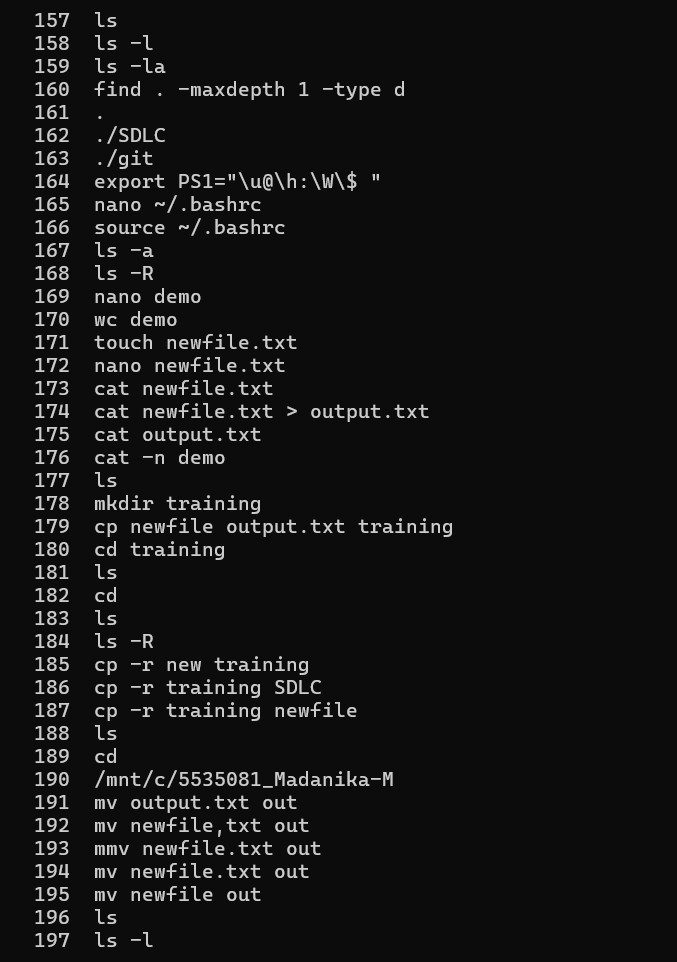 157 ls
158 ls -l
159 ls -la
160 find . -maxdepth 1 -type d
161 .
162 ./SDLC
163 ./git
164 export PS1="\u@\h:\W\$ "
165 nano ~/.bashrc
166 source ~/.bashrc
167 ls -a
168 ls -R
169 nano demo
170 wc demo
171 touch newfile.txt
172 nano newfile.txt
173 cat newfile.txt
174 cat newfile.txt > output.txt
175 cat output.txt
176 cat -n demo
177 ls
178 mkdir training
179 cp newfile output.txt training
180 cd training
181 ls
182 cd
183 ls
184 ls -R
185 cp -r new training
186 cp -r training SDLC
187 cp -r training newfile
188 ls
189 cd
190 /mnt/c/5535081_Madanika-M
191 mv output.txt out
192 mv newfile,txt out
193 mmv newfile.txt out
194 mv newfile.txt out
195 mv newfile out
196 ls
197 ls -l